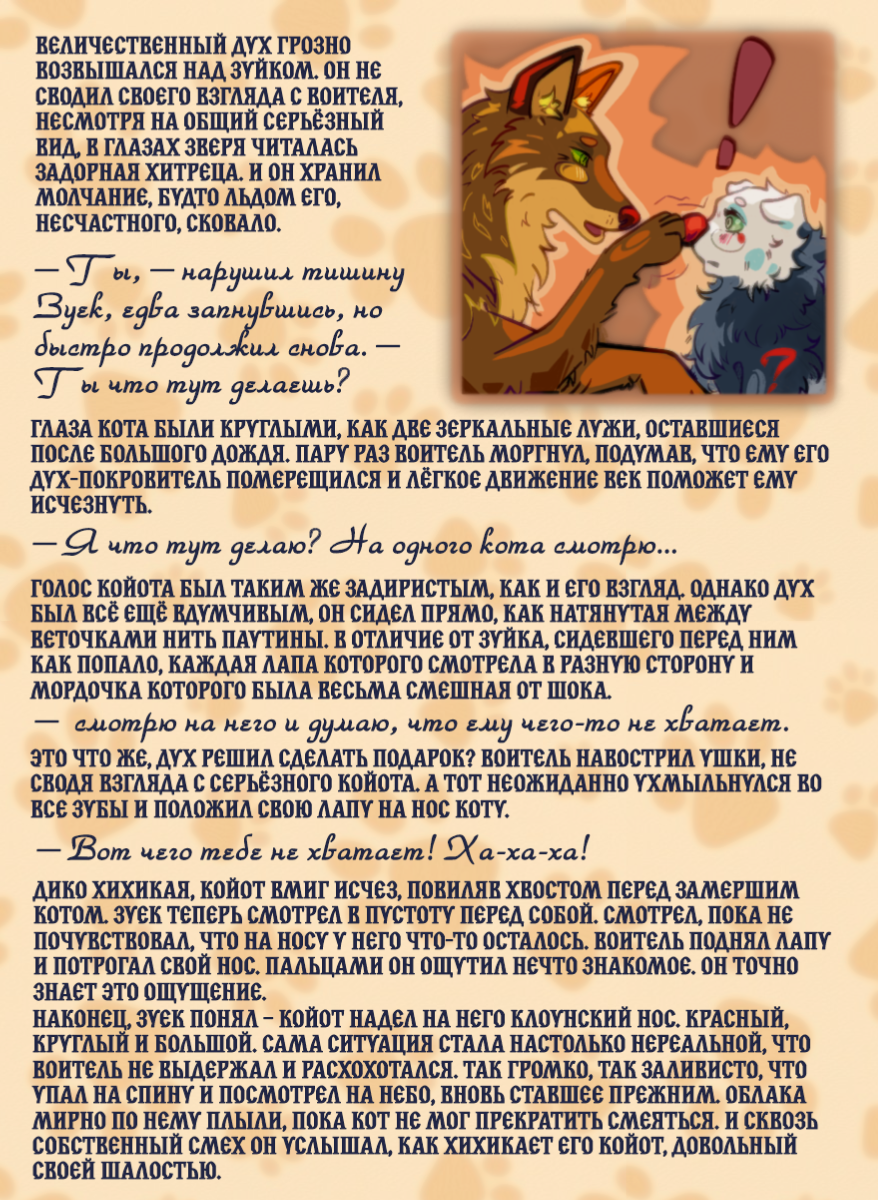 ВЕЛИЧЕСТВЕННЫЙ ДУХ ГРОЗНО
ВОЗВЫШАЛСЯ НАД ЗУЙКОМ. ОН НЕ
СВОДИЛ СВОЕГО ВЗГЛЯДА С ВОИТЕЛЯ,
НЕСМОТРЯ НА ОБЩИЙ СЕРЬЁЗНЫЙ
ВИД, В ГЛАЗАХ ЗВЕРЯ ЧИТАЛАСЬ
ЗАДОРНАЯ ХИТРЕЦА. И ОН ХРАНИЛ
МОЛЧАНИЕ, БУДТО ЛЬДОМ ЕГО,
НЕСЧАСТНОГО, СКОВАЛО.
— Ты, — нарушил тишину
Зуек, едва запнувшись, но
быстро продолжил снова. —
Ты что тут делаешь?
ГЛАЗА КОТА БЫЛИ КРУГЛЫМИ, КАК ДВЕ ЗЕРКАЛЬНЫЕ ЛУЖИ, ОСТАВШИЕСЯ
ПОСЛЕ БОЛЬШОГО ДОЖДЯ. ПАРУ РАЗ ВОИТЕЛЬ МОРГНУЛ, ПОДУМАВ, ЧТО ЕМУ ЕГО
ДУХ-ПОКРОВИТЕЛЬ ПОМЕРЕЩИЛСЯ И ЛЁГКОЕ ДВИЖЕНИЕ ВЕК ПОМОЖЕТ ЕМУ
ИСЧЕЗНУТЬ.
— Я что тут делаю? На одного кота смотрю...
ГОЛОС КОЙОТА БЫЛ ТАКИМ ЖЕ ЗАДИРИСТЫМ, КАК И ЕГО ВЗГЛЯД. ОДНАКО ДУХ
БЫЛ ВСЁ ЕЩЁ ВДУМЧИВЫМ, ОН СИДЕЛ ПРЯМО, КАК НАТЯНУТАЯ МЕЖДУ
ВЕТОЧКАМИ НИТЬ ПАУТИНЫ. В ОТЛИЧИЕ ОТ ЗУЙКА, СИДЕВШЕГО ПЕРЕД НИМ
КАК ПОПАЛО, КАЖДАЯ ЛАПА КОТОРОГО СМОТРЕЛА В РАЗНУЮ СТОРОНУ И
МОРДОЧКА КОТОРОГО БЫЛА ВЕСЬМА СМЕШНАЯ ОТ ШОКА.
— смотрю на него и думаю, что ему чего-то не хватает.
ЭТО ЧТО ЖЕ, ДУХ РЕШИЛ СДЕЛАТЬ ПОДАРОК? ВОИТЕЛЬ НАВОСТРИЛ УШКИ, НЕ
СВОДЯ ВЗГЛЯДА С СЕРЬЁЗНОГО КОЙОТА. А ТОТ НЕОЖИДАННО УХМЫЛЬНУЛСЯ ВО
ВСЕ ЗУБЫ И ПОЛОЖИЛ СВОЮ ЛАПУ НА НОС КОТУ.
— Вот чего тебе не хватает! Ха-ха-ха!
ДИКО ХИХИКАЯ, КОЙОТ ВМИГ ИСЧЕЗ, ПОВИЛЯВ ХВОСТОМ ПЕРЕД ЗАМЕРШИМ
КОТОМ. ЗУЕК ТЕПЕРЬ СМОТРЕЛ В ПУСТОТУ ПЕРЕД СОБОЙ. СМОТРЕЛ, ПОКА НЕ
ПОЧУВСТВОВАЛ, ЧТО НА НОСУ У НЕГО ЧТО-ТО ОСТАЛОСЬ. ВОИТЕЛЬ ПОДНЯЛ ЛАПУ
И ПОТРОГАЛ СВОЙ НОС. ПАЛЬЦАМИ ОН ОЩУТИЛ НЕЧТО ЗНАКОМОЕ. ОН ТОЧНО
ЗНАЕТ ЭТО ОЩУЩЕНИЕ.
НАКОНЕЦ, ЗУЕК ПОНЯЛ – КОЙОТ НАДЕЛ НА НЕГО КЛОУНСКИЙ НОС. КРАСНЫЙ,
КРУГЛЫЙ И БОЛЬШОЙ. САМА СИТУАЦИЯ СТАЛА НАСТОЛЬКО НЕРЕАЛЬНОЙ, ЧТО
ВОИТЕЛЬ НЕ ВЫДЕРЖАЛ И РАСХОХОТАЛСЯ. ТАК ГРОМКО, ТАК ЗАЛИВИСТО, ЧТО
УПАЛ НА СПИНУ И ПОСМОТРЕЛ НА НЕБО, ВНОВЬ СТАВШЕЕ ПРЕЖНИМ. ОБЛАКА
МИРНО ПО НЕМУ ПЛЫЛИ, ПОКА КОТ НЕ МОГ ПРЕКРАТИТЬ СМЕЯТЬСЯ. И СКВОЗЬ
СОБСТВЕННЫЙ СМЕХ ОН УСЛЫШАЛ, КАК ХИХИКАЕТ ЕГО КОЙОТ, ДОВОЛЬНЫЙ
СВОЕЙ ШАЛОСТЬЮ.
!
?